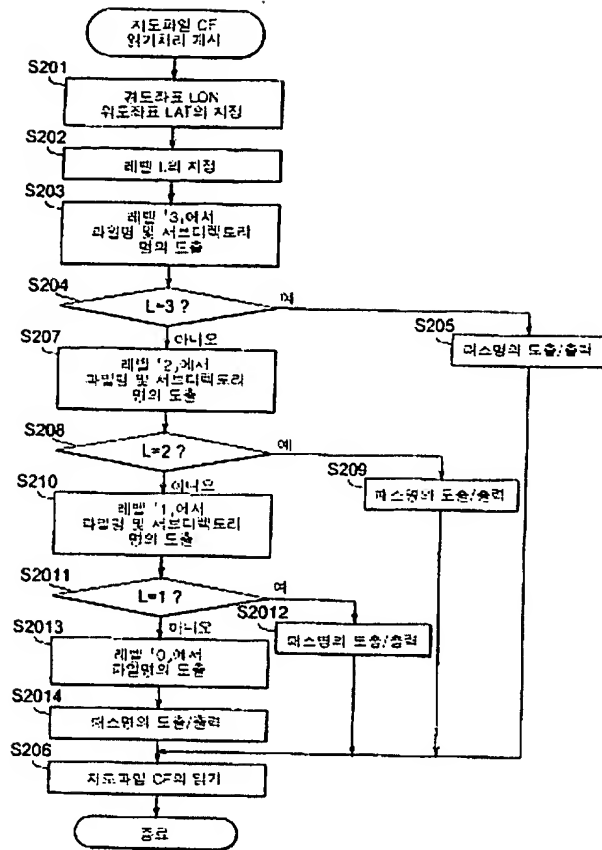 지도파일 CF
읽기처리 개시
S201
경도좌표 LON
위도좌표 LAT의 지정
S202
레벨 L의 지정
S203
레벨 「3」에서
파일명 및 서브디렉토리
명의 도출
S204
L=3 ?
예
S205
패스명의 도출/출력
아니오
S207
레벨 「2」에서
파일명 및 서브디렉토리
명의 도출
S208
L=2 ?
예
S209
패스명의 도출/출력
아니오
S210
레벨 「1」에서
파일명 및 서브디렉토리
명의 도출
S2011
L=1 ?
예
S2012
패스명의 도출/출력
아니오
S2013
레벨 「0」에서
파일명의 도출
S2014
패스명의 도출/출력
S206
지도파일 CF의 읽기
종료